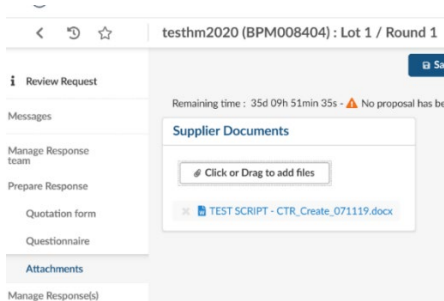 testhm2020 (BPM008404) : Lot 1 / Round 1
Sa
Review Request
Remaining time : 35d 09h 51min 35s - No proposal has be
Messages
Supplier Documents
Manage Response
team
Click or Drag to add files
Prepare Response
TEST SCRIPT - CTR_Create_071119.docx
Quotation form
Questionnaire
Attachments
Manage Response(s)